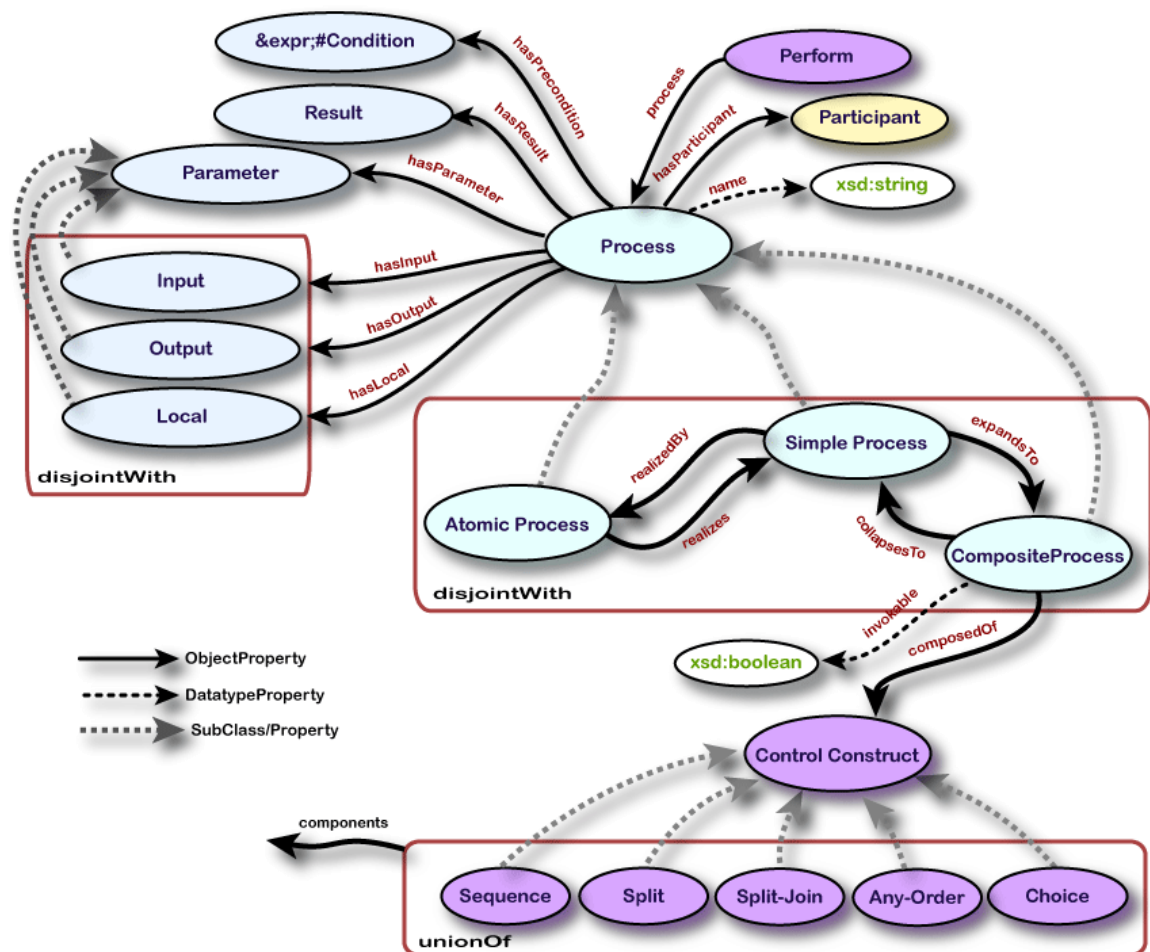 &expr;#Condition
hasPrecondition
Perform
process
Result
hasResult
hasParticipant
Participant
Parameter
hasParameter
name
xsd:string
Process
Input
hasInput
Output
hasOutput
Local
hasLocal
disjointWith
Simple Process
expandsTo
realizedBy
Atomic Process
realizes
collapsesTo
CompositeProcess
disjointWith
invokable
composedOf
xsd:boolean
ObjectProperty
DatatypeProperty
SubClass/Property
Control Construct
components
Sequence
Split
Split-Join
Any-Order
Choice
unionOf